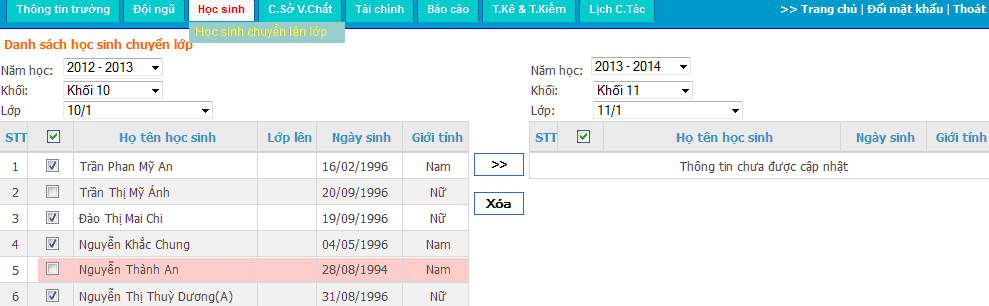 Thông tin trường Đội ngũ Học sinh C.Sở V.Chất Tài chính Báo cáo T.Kê & T.Kiểm Lịch C.Tác >> Trang chủ | Đổi mật khẩu | Thoát
Học sinh chuyển lên lớp
Danh sách học sinh chuyển lớp
Năm học: 2012 - 2013
Khối: Khối 10
Lớp 10/1
Năm học: 2013 - 2014
Khối: Khối 11
Lớp: 11/1
STT Họ tên học sinh Lớp lên Ngày sinh Giới tính
1 Trần Phan Mỹ An 16/02/1996 Nam
2 Trần Thị Mỹ Ánh 20/09/1996 Nữ
3 Đào Thị Mai Chi 19/09/1996 Nữ
4 Nguyễn Khắc Chung 04/05/1996 Nam
5 Nguyễn Thành An 28/08/1994 Nam
6 Nguyễn Thị Thuỳ Dương(A) 31/08/1996 Nữ
>>
Xóa
STT Họ tên học sinh Ngày sinh Giới tính
Thông tin chưa được cập nhật